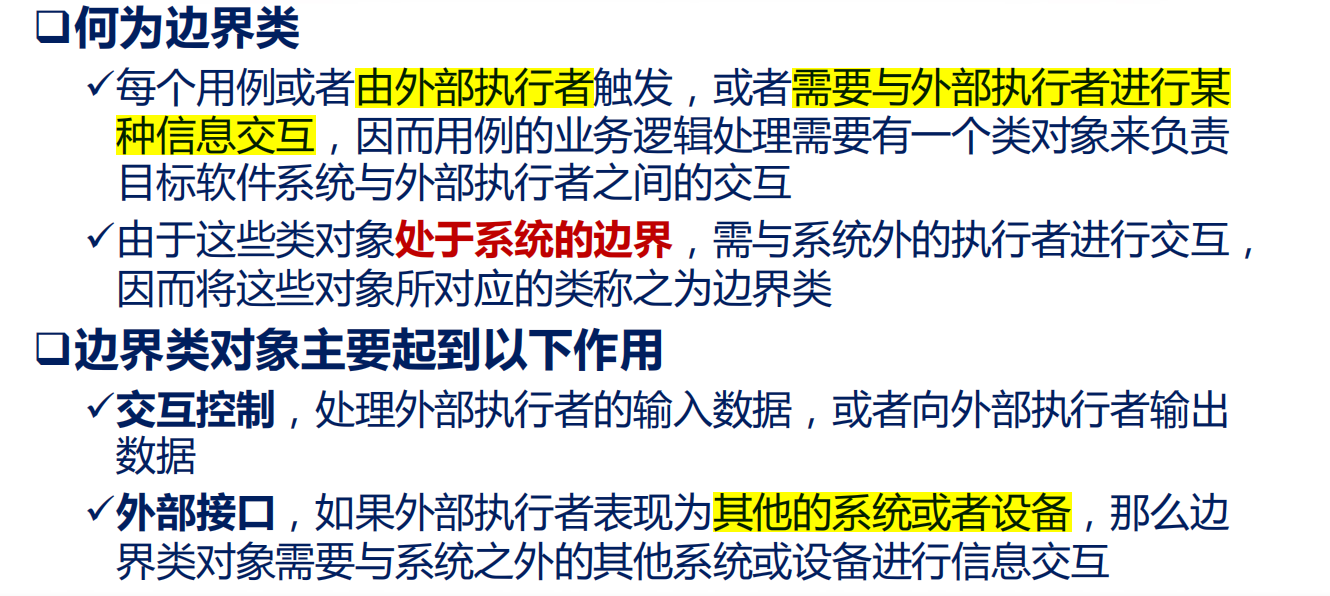 ❑何为边界类
✓每个用例或者由外部执行者触发，或者需要与外部执行者进行某
种信息交互，因而用例的业务逻辑处理需要有一个类对象来负责
目标软件系统与外部执行者之间的交互
✓由于这些类对象处于系统的边界，需与系统外的执行者进行交互，
因而将这些对象所对应的类称之为边界类
❑边界类对象主要起到以下作用
✓交互控制，处理外部执行者的输入数据，或者向外部执行者输出
数据
✓外部接口，如果外部执行者表现为其他的系统或者设备，那么边
界类对象需要与系统之外的其他系统或设备进行信息交互